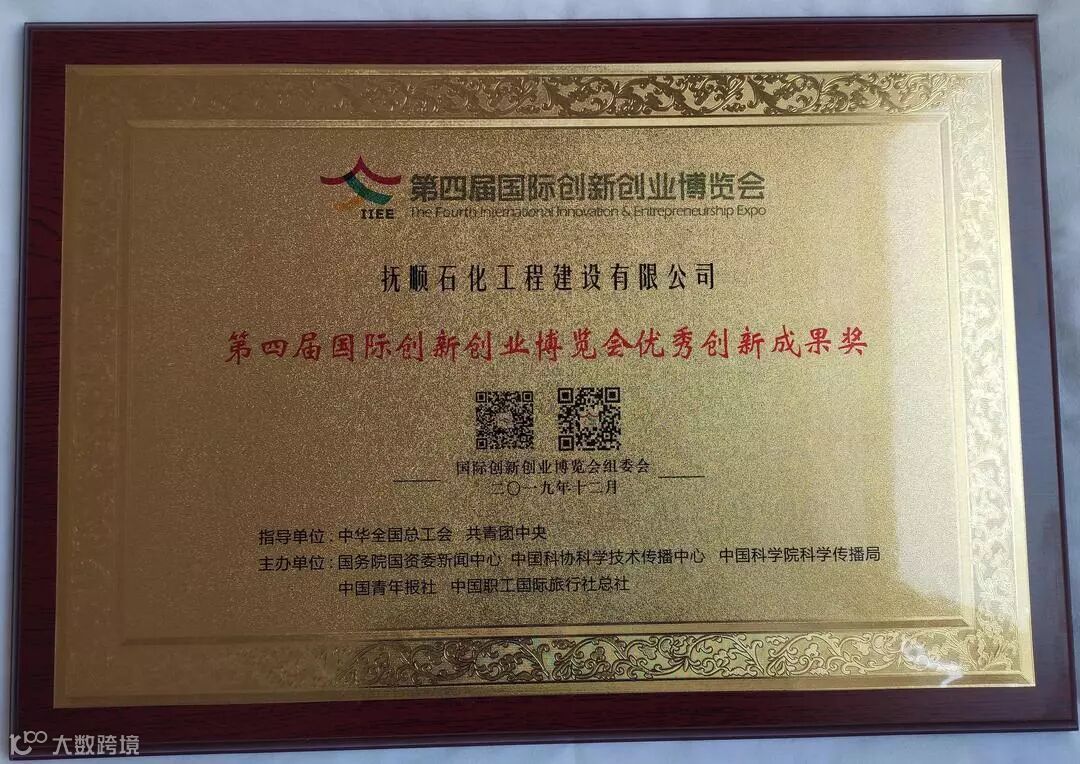 第四届国际创新创业博览会
IIEE
The Fourth International Innovation & Entrepreneurship Expo
抚顺石化工程建设有限公司
第四届国际创新创业博览会优秀创新成果奖
国际创新创业博览会组委会
二〇一九年十二月
指导单位:中华全国总工会 共青团中央
主办单位:国务院国资委新闻中心 中国科协科学技术传播中心 中国科学院科学传播局
中国青年报社 中国职工国际旅行社总社
大数跨境